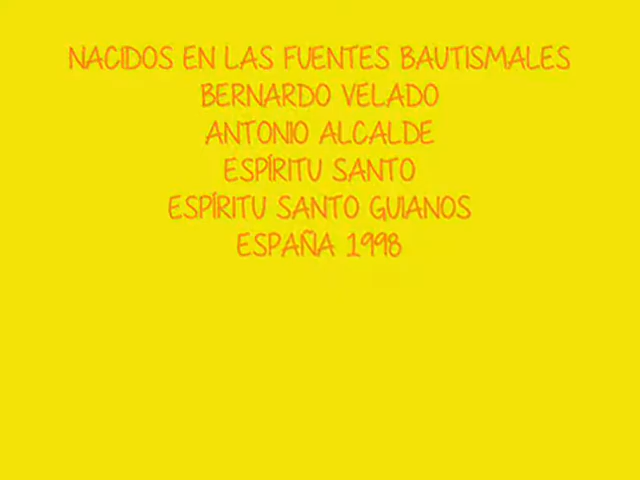 NACIDOS EN LAS FUENTES BAUTISMALES
BERNARDO VELADO
ANTONIO ALCALDE
ESPÍRITU SANTO
ESPÍRITU SANTO GUIANOS
ESPAÑA 1998